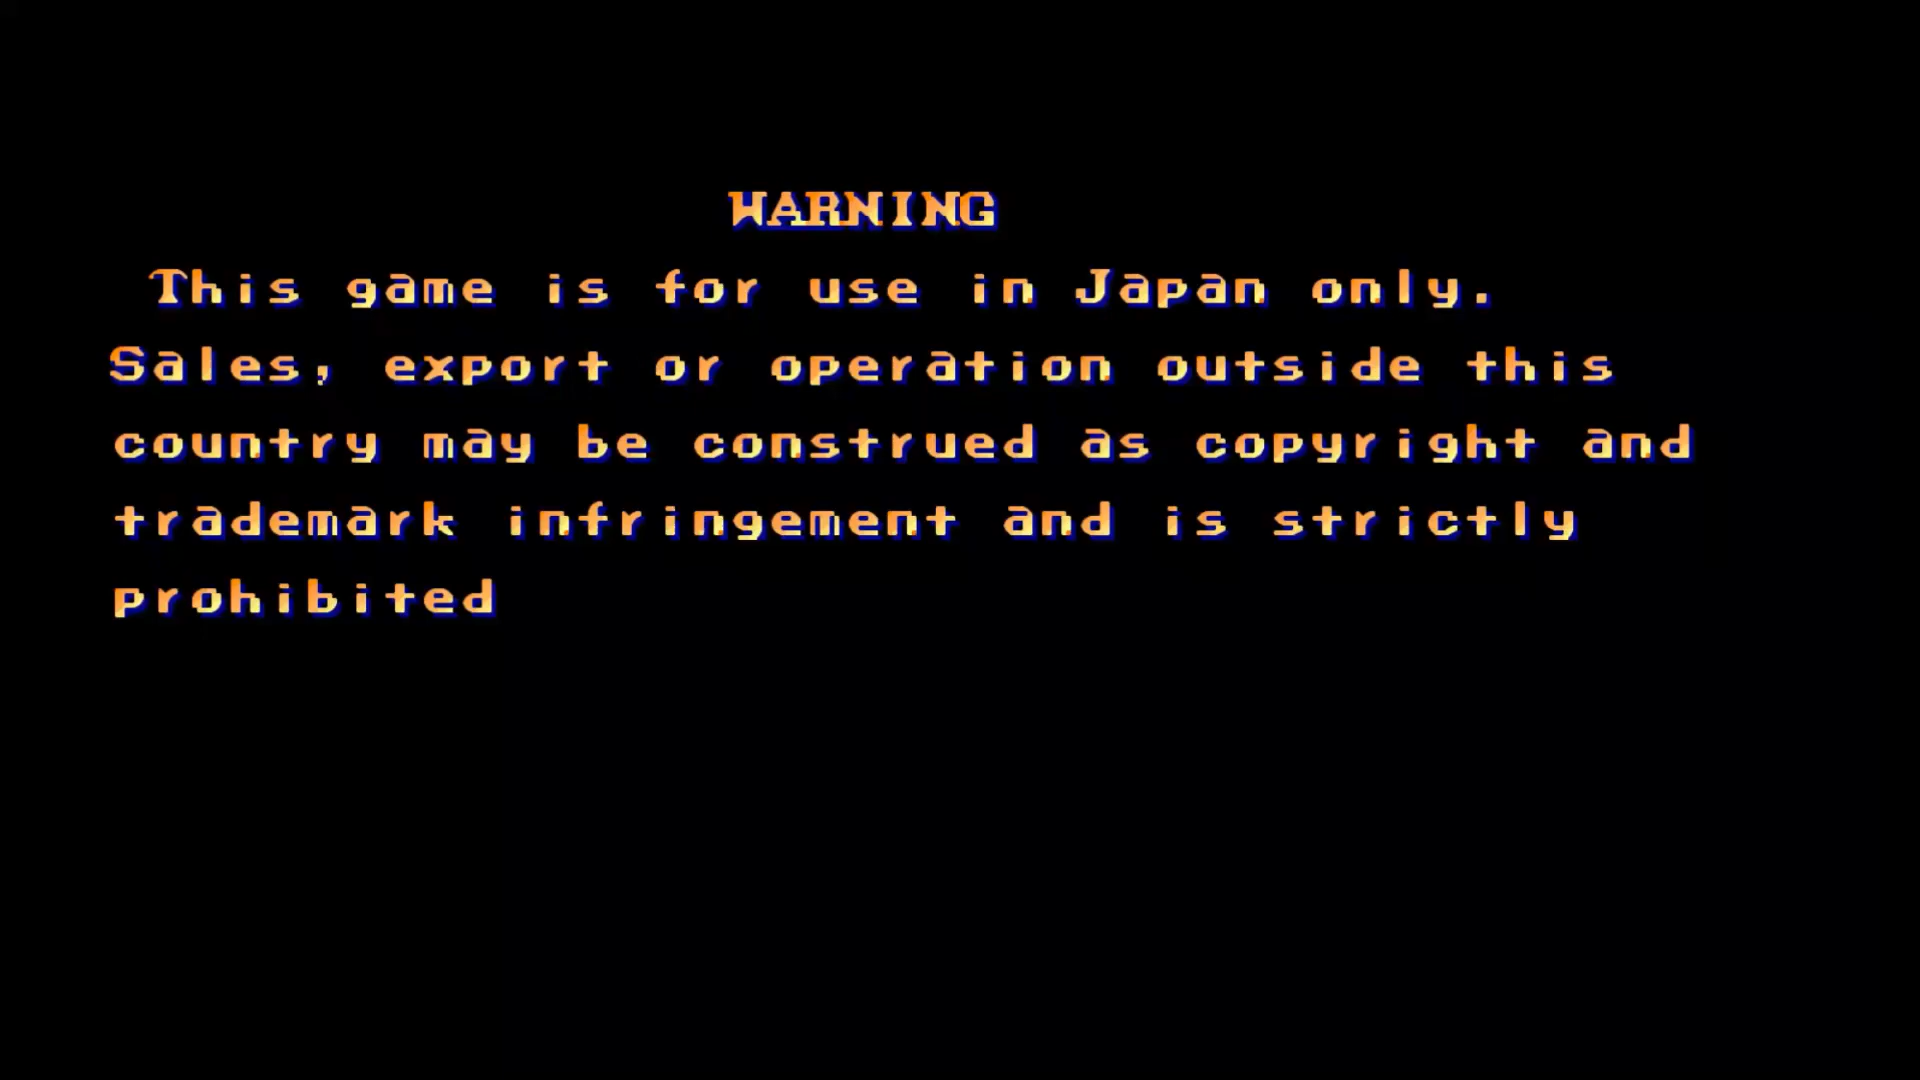 WARNING
This game is for use in Japan only.
Sales, export or operation outside this
country may be construed as copyright and
trademark infringement and is strictly
prohibited